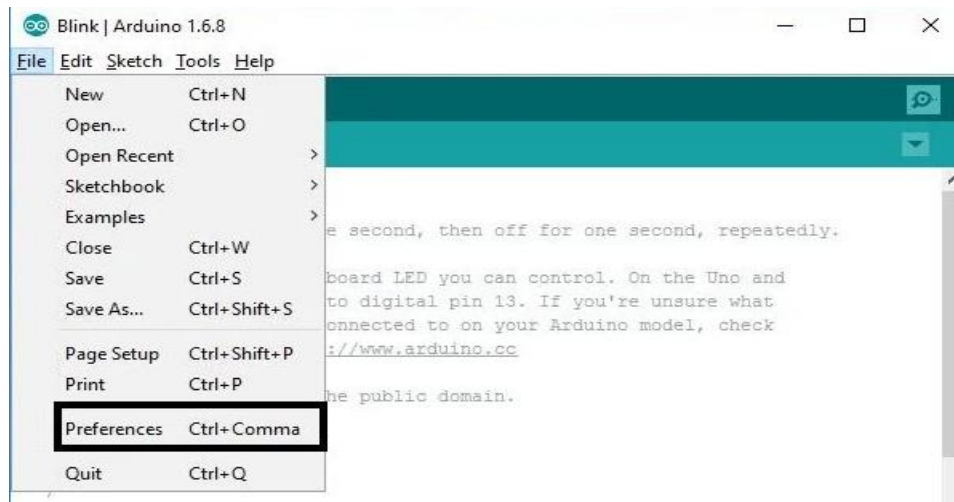 Blink | Arduino 1.6.8
File Edit Sketch Tools Help
New Ctrl+N
Open... Ctrl+O
Open Recent >
Sketchbook >
Examples >
e second, then off for one second, repeatedly.
Close Ctrl+W
Save Ctrl+S
board LED you can control. On the Uno and
Save As... Ctrl+Shift+S
to digital pin 13. If you're unsure what
onnected to on your Arduino model, check
Page Setup Ctrl+Shift+P
://www.arduino.cc
Print Ctrl+P
he public domain.
Preferences Ctrl+Comma
Quit Ctrl+Q